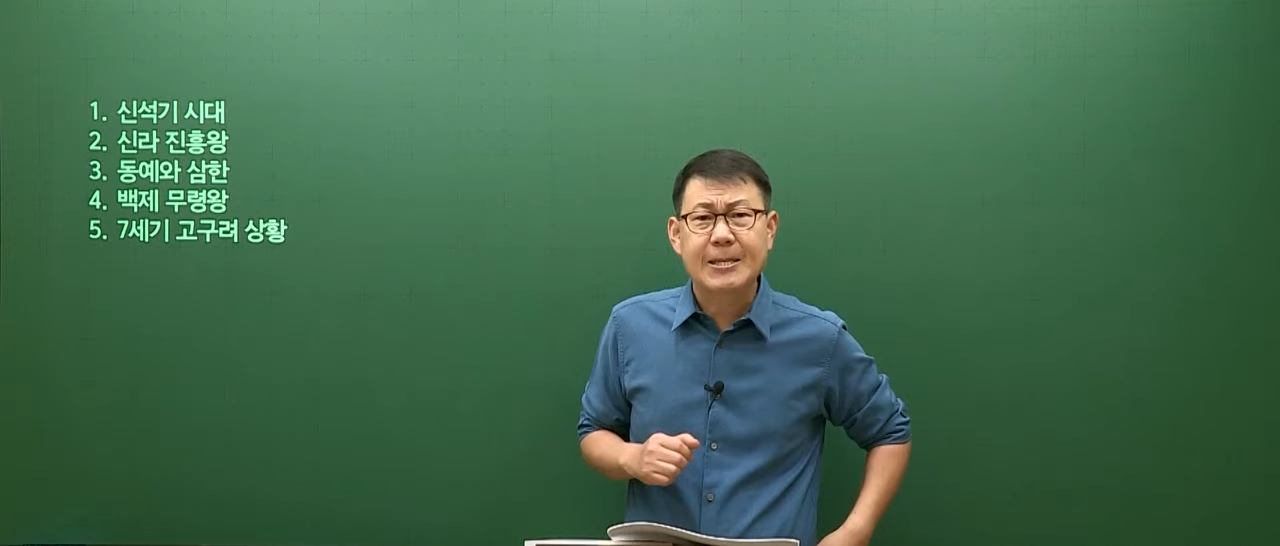 1. 신석기 시대
2. 신라 진흥왕
3. 동예와 삼한
4. 백제 무령왕
5. 7세기 고구려 상황